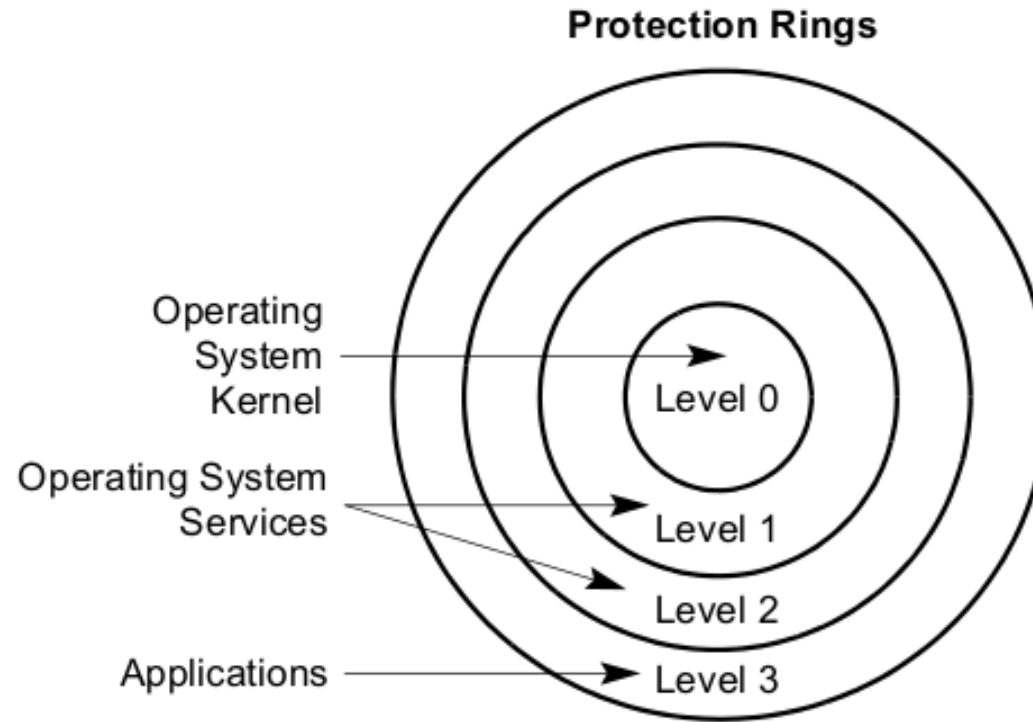 Protection Rings
Operating
System
Kernel
Level 0
Operating System
Services
Level 1
Level 2
Applications
Level 3